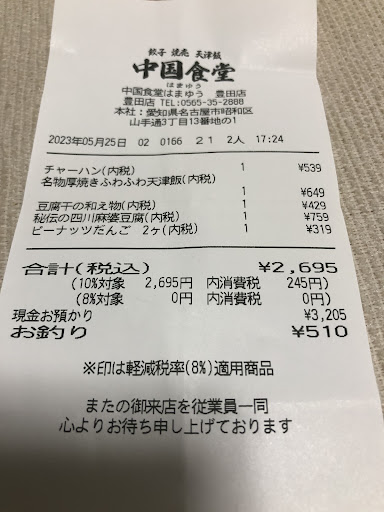 餃子 焼売 天津飯
中国食堂
はまゆう
中国食堂はまゆう 豊田店
豊田店 TEL:0565-35-2888
本社:愛知県名古屋市昭和区
山手通3丁目13番地の1
2023年05月25日 02 0166 21 2人 17:24
チャーハン(内税) 1 ¥539
名物厚焼きふわふわ天津飯(内税)
1 ¥649
豆腐干の和え物(内税) 1 ¥429
秘伝の四川麻婆豆腐(内税) 1 ¥759
ピーナッツだんご 2ヶ(内税) 1 ¥319
合計(税込) ¥2,695
(10%対象 2,695円 内消費税 245円)
(8%対象 0円 内消費税 0円)
現金お預かり ¥3,205
お釣り ¥510
※印は軽減税率(8%)適用商品
またの御来店を従業員一同
心よりお待ち申し上げております